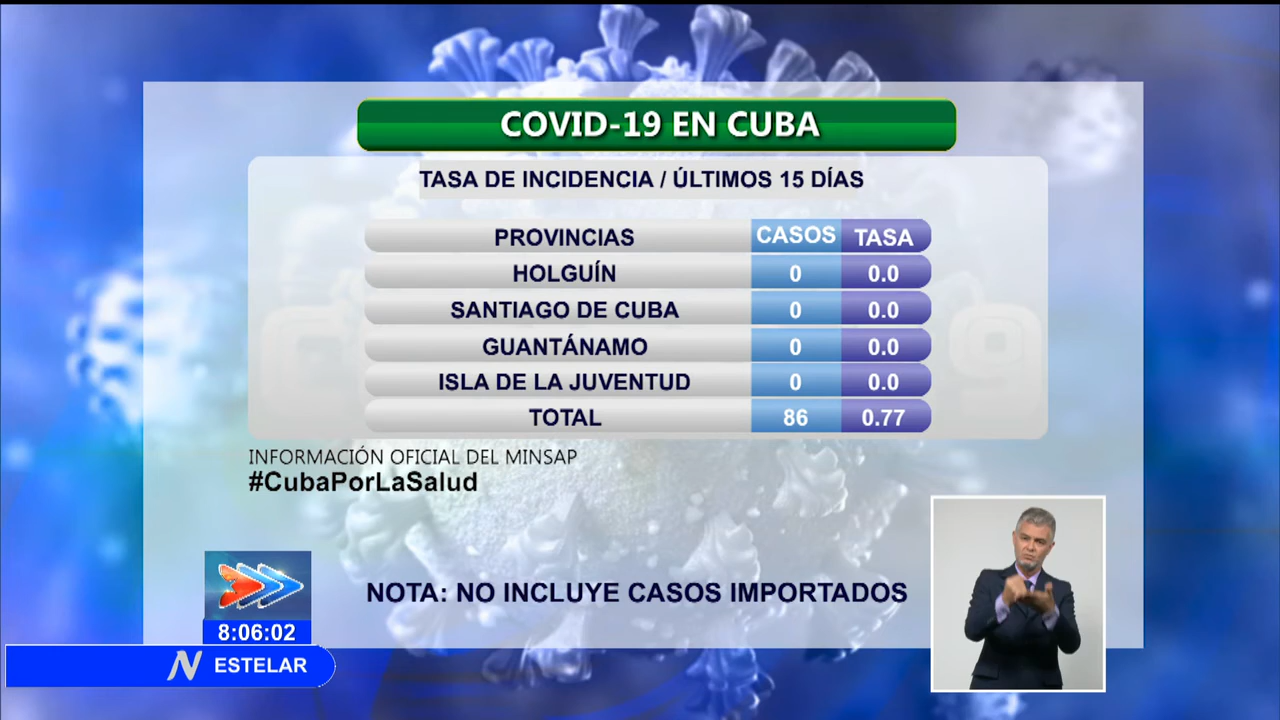 COVID-19 EN CUBA
TASA DE INCIDENCIA / ÚLTIMOS 15 DÍAS
PROVINCIAS CASOS TASA
HOLGUÍN 0 0.0
SANTIAGO DE CUBA 0 0.0
GUANTÁNAMO 0 0.0
ISLA DE LA JUVENTUD 0 0.0
TOTAL 86 0.77
INFORMACIÓN OFICIAL DEL MINSAP
#CubaPorLaSalud
NOTA: NO INCLUYE CASOS IMPORTADOS
8:06:02
N ESTELAR